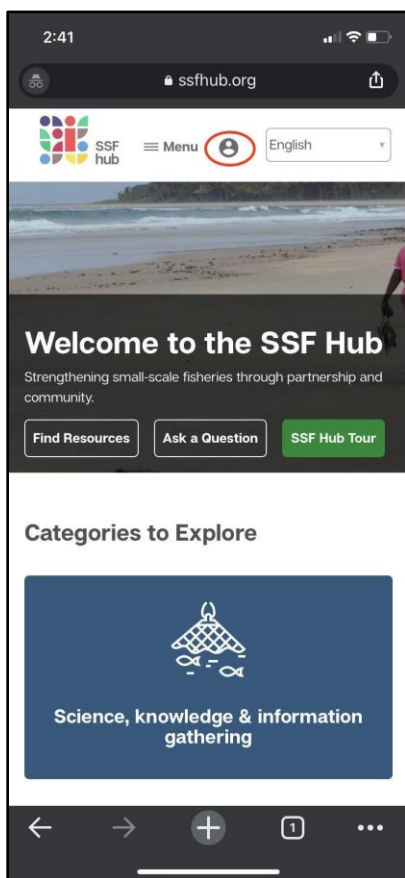 2:41
ssfhub.org
SSF
hub
Menu
English
Welcome to the SSF Hub
Strengthening small-scale fisheries through partnership and
community.
Find Resources
Ask a Question
SSF Hub Tour
Categories to Explore
Science, knowledge & information
gathering
1